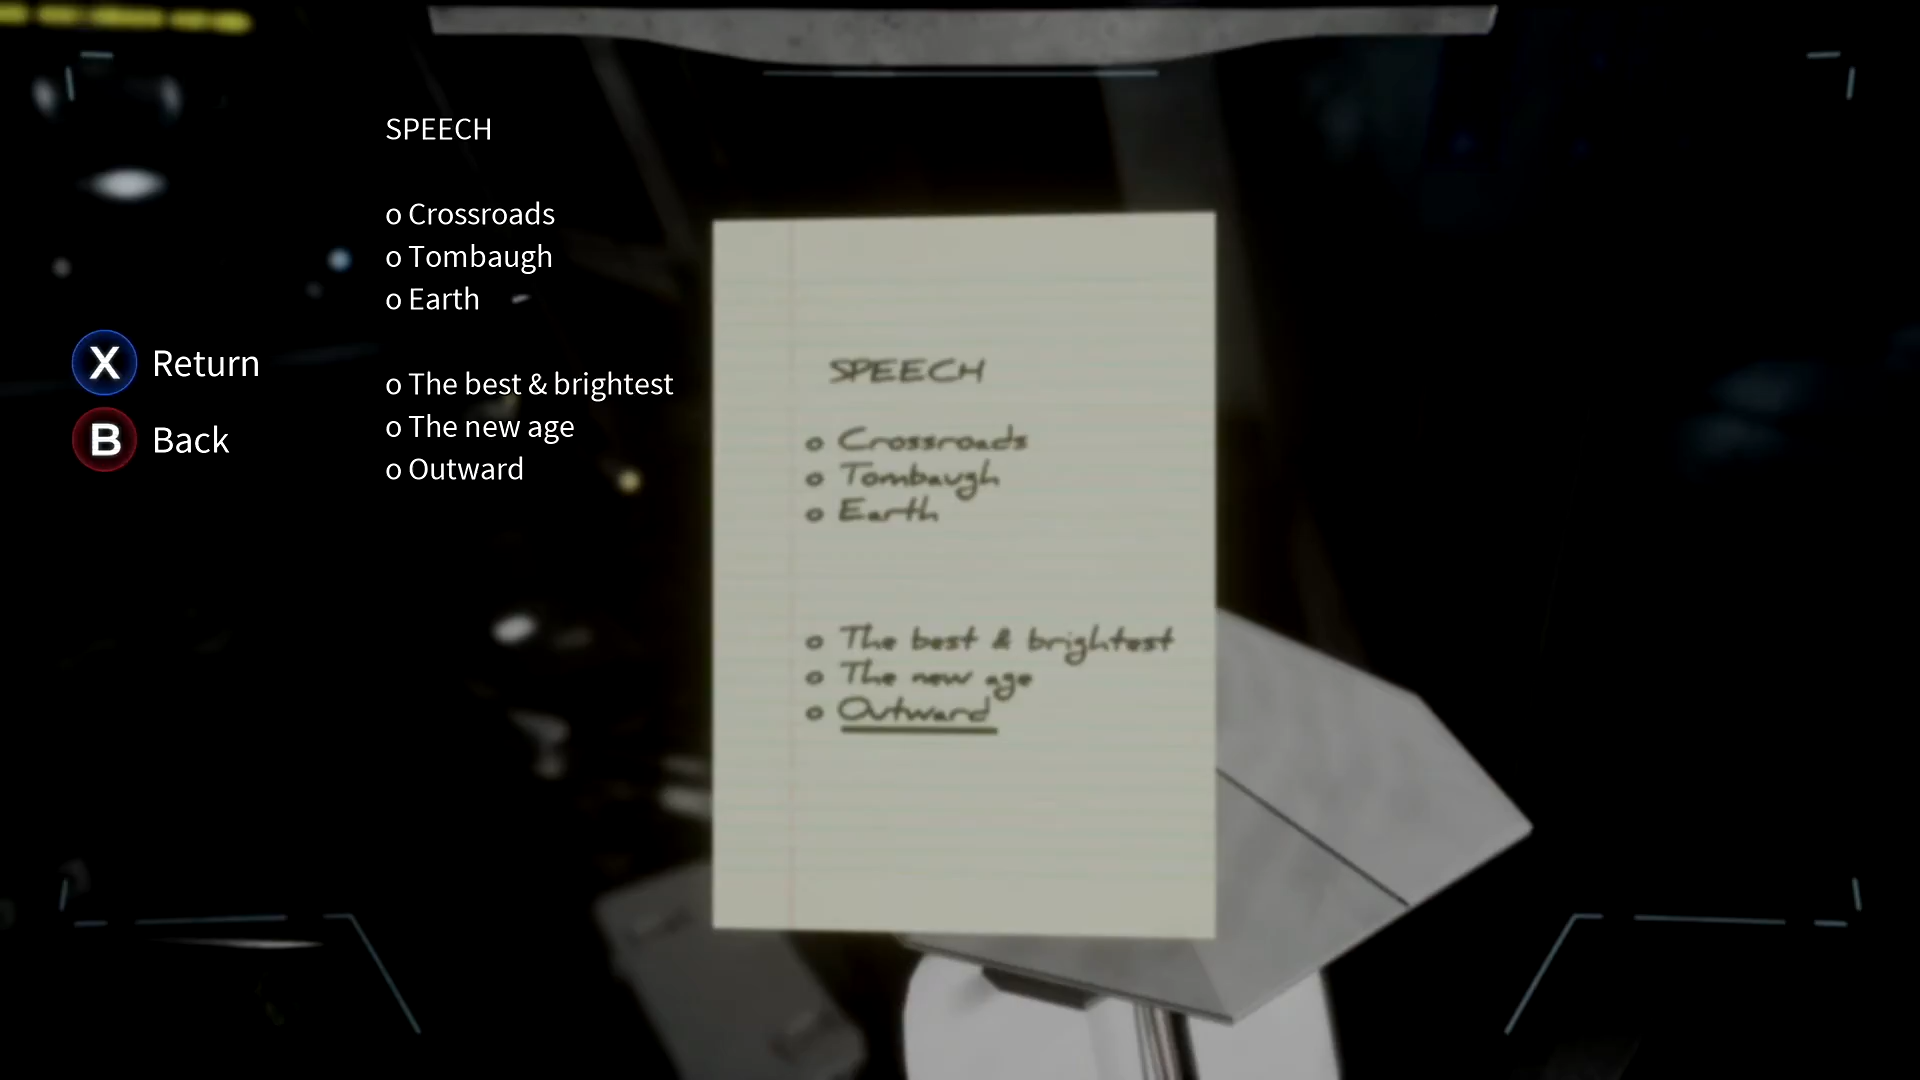 SPEECH
o Crossroads
o Tombaugh
o Earth
o The best & brightest
o The new age
o Outward
X Return
B Back
SPEECH
o Crossroads
o Tombaugh
o Earth
o The best & brightest
o The new age
o Outward